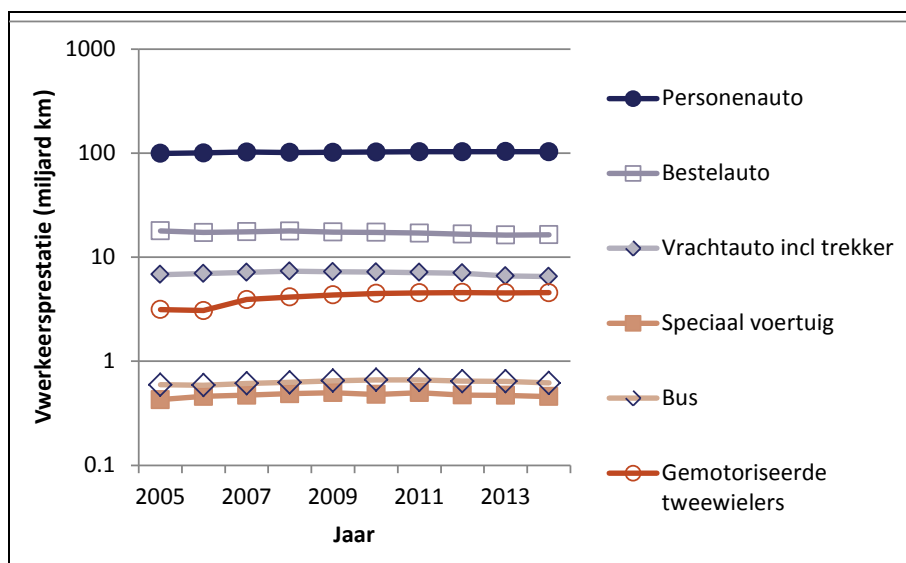 Vwerkeersprestatie (miljard km)
1000
100
10
1
0.1
2005 2007 2009 2011 2013
Jaar
Personenauto
Bestelauto
Vrachtauto incl trekker
Speciaal voertuig
Bus
Gemotoriseerde
tweewielers